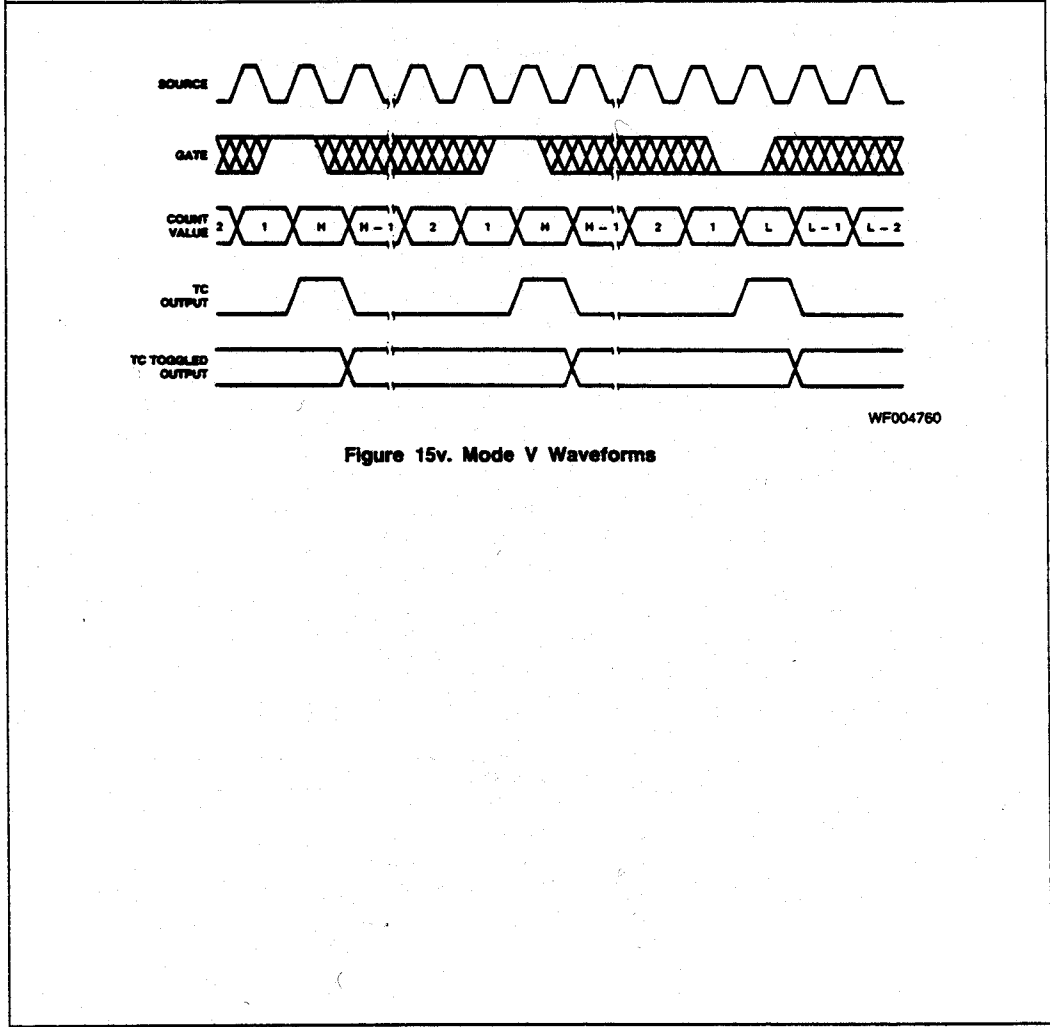 SOURCE
GATE
COUNT VALUE 2 1 H H - 1 2 1 H H - 1 2 1 L L - 1 L - 2
TC OUTPUT
TC TOGGLED OUTPUT
WF004760
Figure 15v. Mode V Waveforms